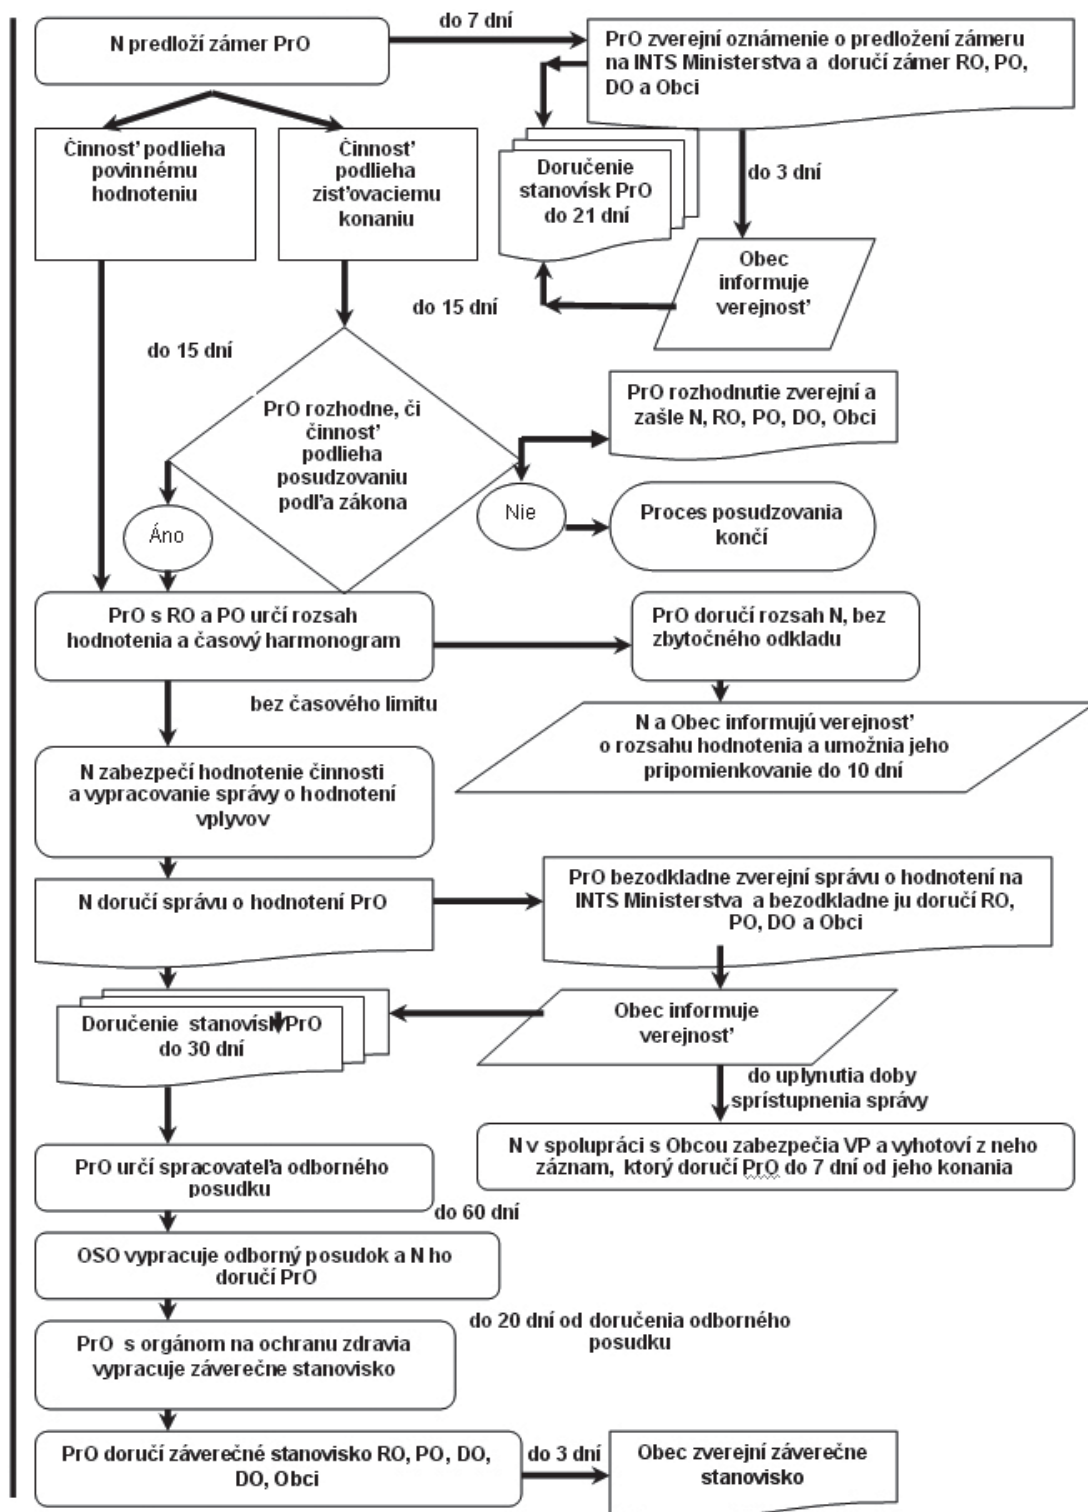 do 7 dní
N predloží zámer PrO
PrO zverejní oznámenie o predložení zámeru
na INTS Ministerstva a doručí zámer RO, PO,
DO a Obci
Činnosť podlieha
povinnému
hodnoteniu
Činnosť
podlieha
zisťovaciemu
konaniu
Doručenie
stanovísk PrO
do 21 dní
do 3 dní
Obec
informuje
verejnosť
do 15 dní
do 15 dní
PrO rozhodne, či
činnosť
podlieha
posudzovaniu
podľa zákona
PrO rozhodnutie zverejní a
zašle N, RO, PO, DO, Obci
Áno
Nie
Proces posudzovania
končí
PrO s RO a PO určí rozsah
hodnotenia a časový harmonogram
PrO doručí rozsah N, bez
zbytočného odkladu
bez časového limitu
N a Obec informujú verejnosť
o rozsahu hodnotenia a umožnia jeho
pripomienkovanie do 10 dní
N zabezpečí hodnotenie činnosti
a vypracovanie správy o hodnotení
vplyvov
N doručí správu o hodnotení PrO
PrO bezodkladne zverejní správu o hodnotení na
INTS Ministerstva a bezodkladne ju doručí RO,
PO, DO a Obci
Doručenie stanovísk PrO
do 30 dní
Obec informuje
verejnosť
do uplynutia doby
sprístupnenia správy
N v spolupráci s Obcou zabezpečia VP a vyhotoví z neho
záznam, ktorý doručí PrO do 7 dní od jeho konania
PrO určí spracovateľa odborného
posudku
do 60 dní
OSO vypracuje odborný posudok a N ho
doručí PrO
do 20 dní od doručenia odborného
posudku
PrO s orgánom na ochranu zdravia
vypracuje záverečne stanovisko
PrO doručí záverečné stanovisko RO, PO, DO,
DO, Obci
do 3 dní
Obec zverejní záverečne
stanovisko